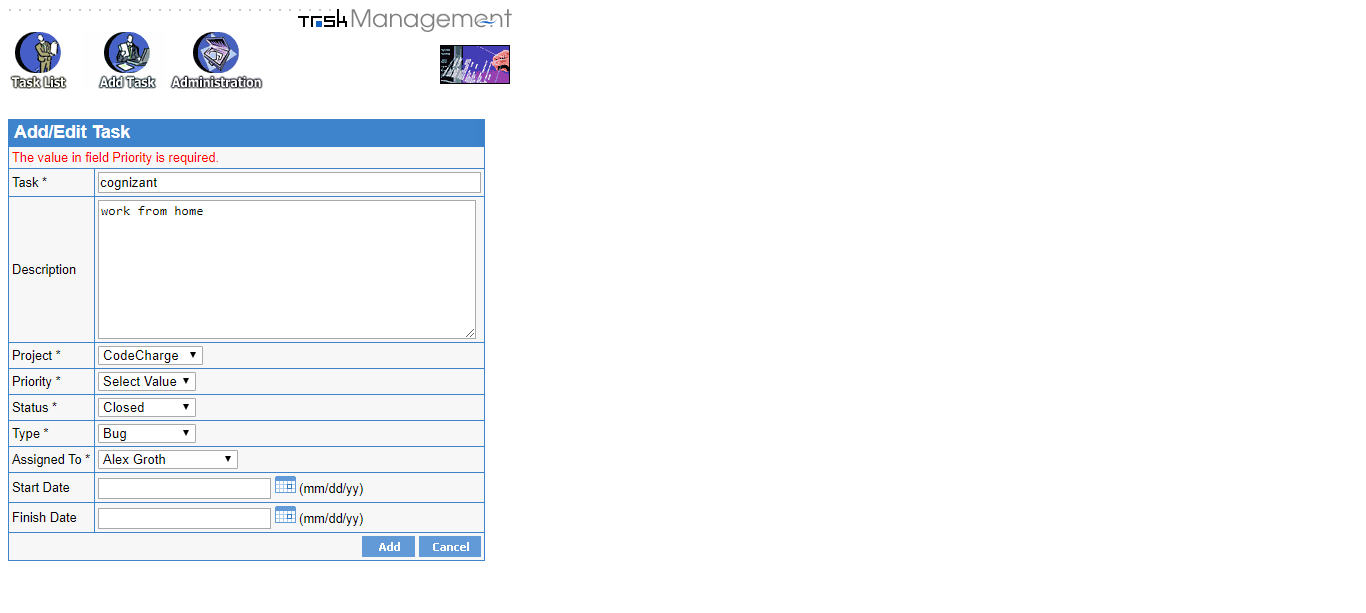 Task Management
Task List Add Task Administration
Add/Edit Task
The value in field Priority is required.
Task * cognizant
Description work from home
Project * CodeCharge
Priority * Select Value
Status * Closed
Type * Bug
Assigned To * Alex Groth
Start Date (mm/dd/yy)
Finish Date (mm/dd/yy)
Add Cancel